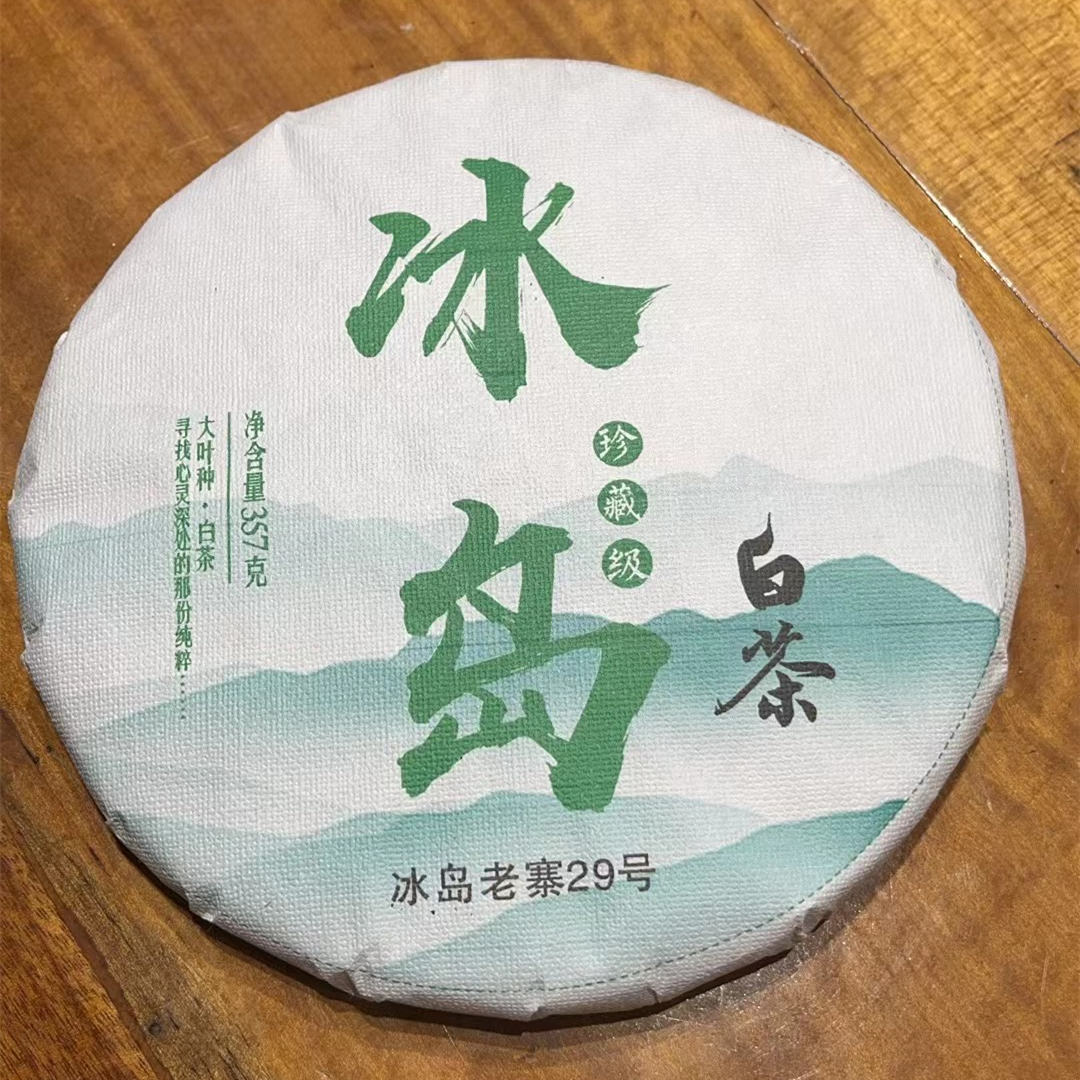 冰岛
珍藏级
白茶
净含量357克
大叶种·白茶
寻找心灵深处的那份纯粹……
冰岛老寨29号